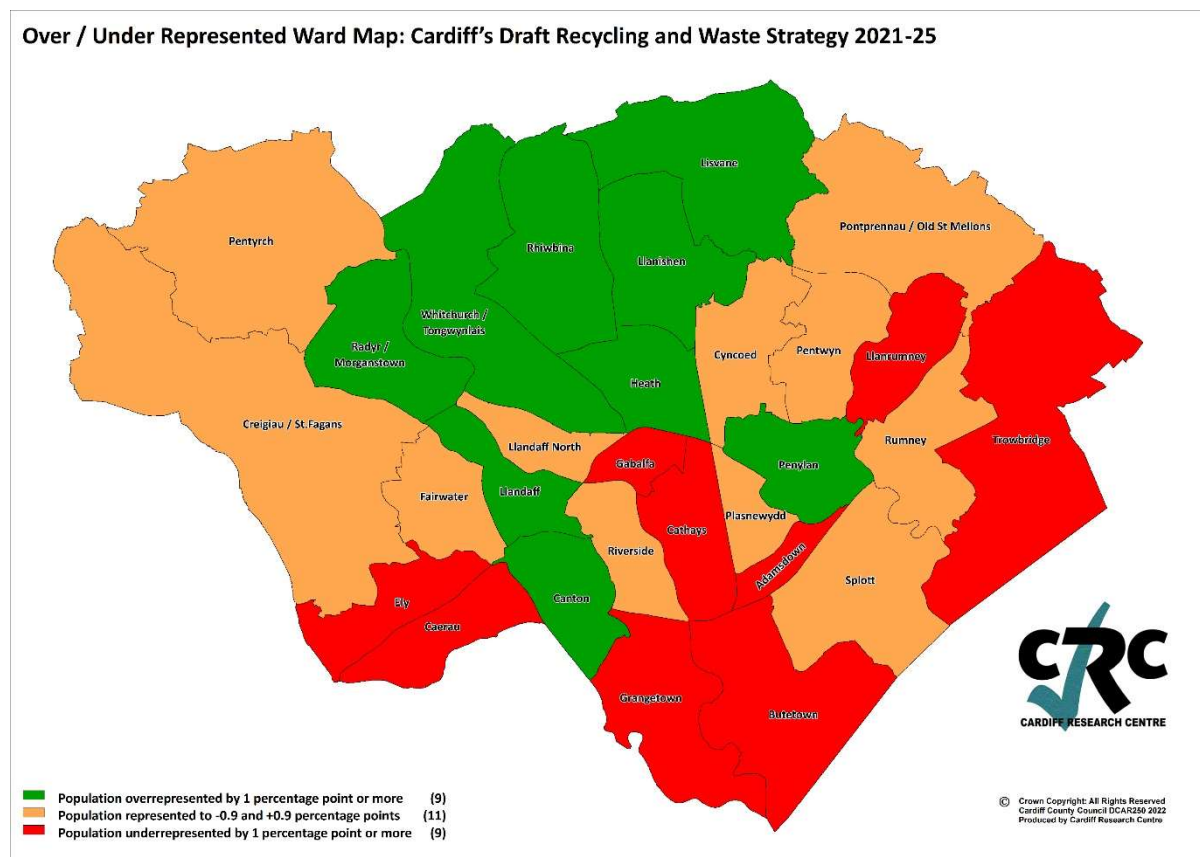 Over / Under Represented Ward Map: Cardiff's Draft Recycling and Waste Strategy 2021-25
Lisvane
Pontprennau / Old St Mellons
Pentyrch
Rhiwbina
Llanishen
Whitchurch /
Tongwynlais
Radyr /
Morganstown
Cyncoed
Pentwyn
Llanrumney
Heath
Creigiau / St.Fagans
Llandaff North
Rumney
Trowbridge
Gabalfa
Penylan
Fairwater
Llandaff
Plasnewydd
Cathays
Riverside
Adamsdown
Splott
Ely
Canton
Caerau
Grangetown
Butetown
CRC
CARDIFF RESEARCH CENTRE
Population overrepresented by 1 percentage point or more (9)
Population represented to -0.9 and +0.9 percentage points (11)
Population underrepresented by 1 percentage point or more (9)
© Crown Copyright: All Rights Reserved
Cardiff County Council DCAR250 2022
Produced by Cardiff Research Centre